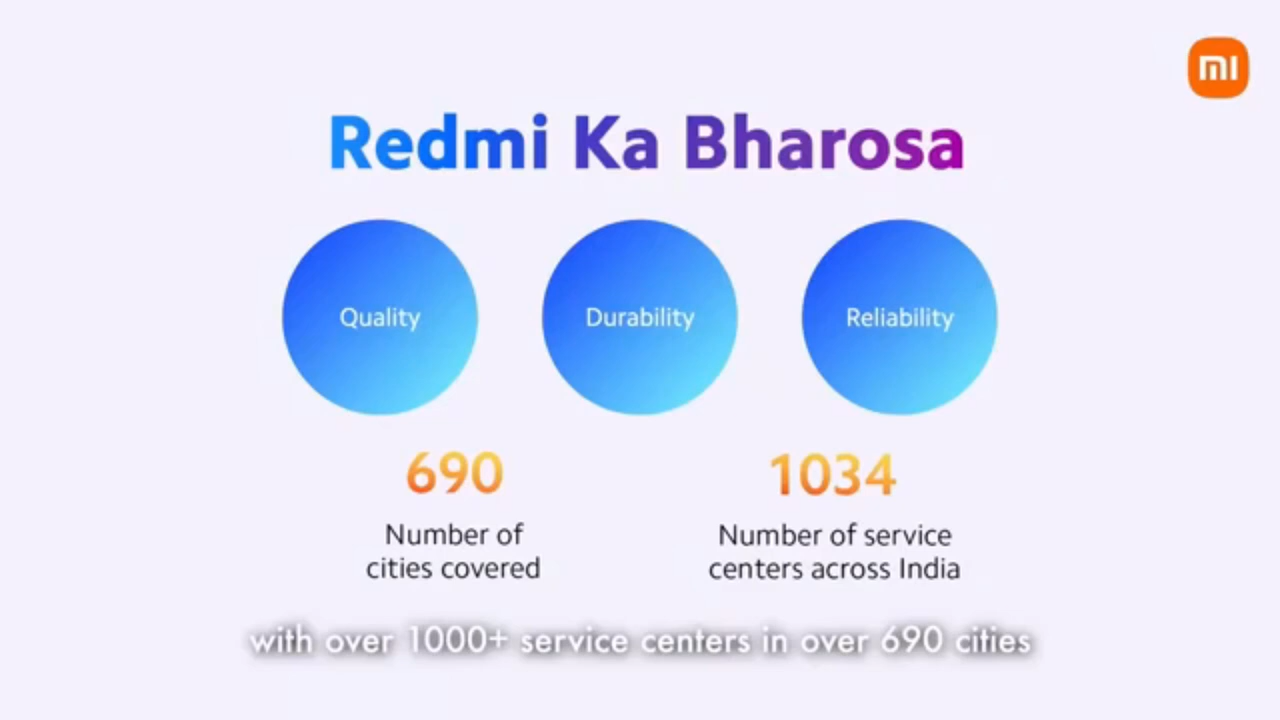 mi
Redmi Ka Bharosa
Quality Durability Reliability
690 1034
Number of Number of service
cities covered centers across India
with over 1000+ service centers in over 690 cities